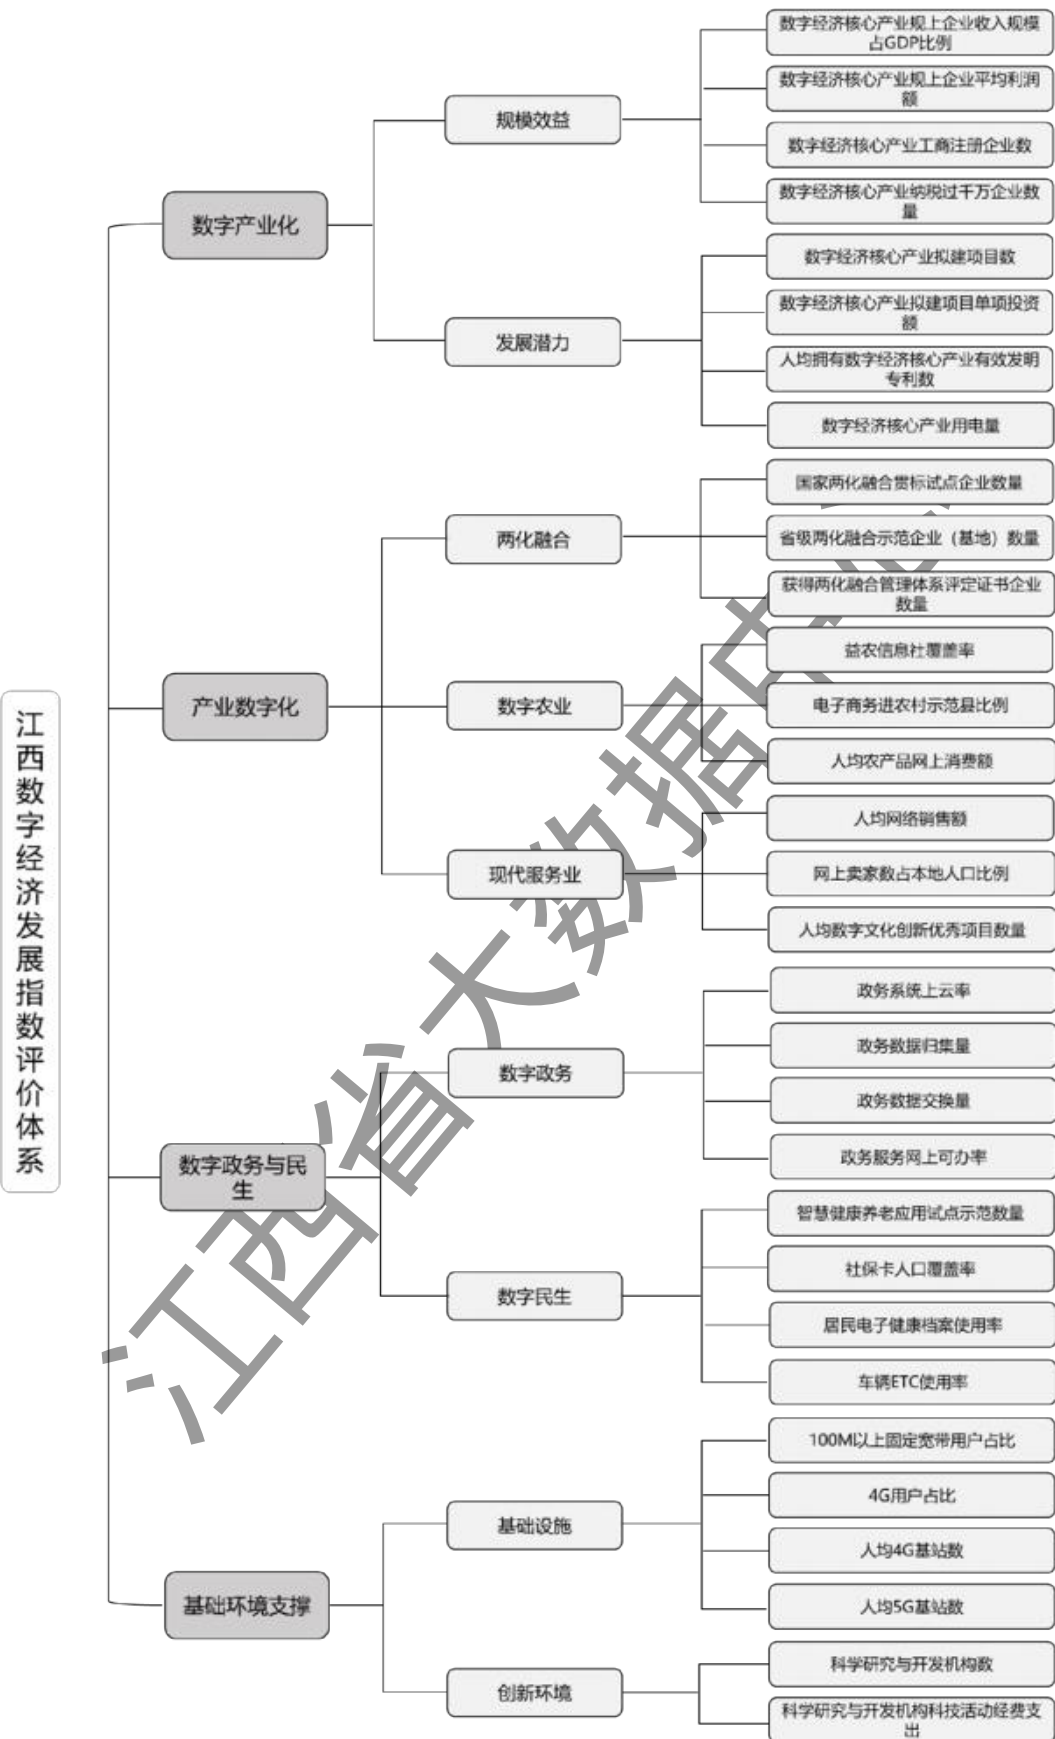 江西数字经济发展指数评价体系
数字产业化
规模效益
数字经济核心产业规上企业收入规模
占GDP比例
数字经济核心产业规上企业平均利润
额
数字经济核心产业工商注册企业数
数字经济核心产业纳税过千万企业数
量
发展潜力
数字经济核心产业拟建项目数
数字经济核心产业拟建项目单项投资
额
人均拥有数字经济核心产业有效发明
专利数
数字经济核心产业用电量
产业数字化
两化融合
国家两化融合贯标试点企业数量
省级两化融合示范企业（基地）数量
获得两化融合管理体系评定证书企业
数量
数字农业
益农信息社覆盖率
电子商务进农村示范县比例
人均农产品网上消费额
现代服务业
人均网络销售额
网上卖家数占本地人口比例
人均数字文化创新优秀项目数量
数字政务与民
生
数字政务
政务系统上云率
政务数据归集量
政务数据交换量
政务服务网上可办率
数字民生
智慧健康养老应用试点示范数量
社保卡人口覆盖率
居民电子健康档案使用率
车辆ETC使用率
基础环境支撑
基础设施
100M以上固定宽带用户占比
4G用户占比
人均4G基站数
人均5G基站数
创新环境
科学研究与开发机构数
科学研究与开发机构科技活动经费支
出
江西省大数据中心